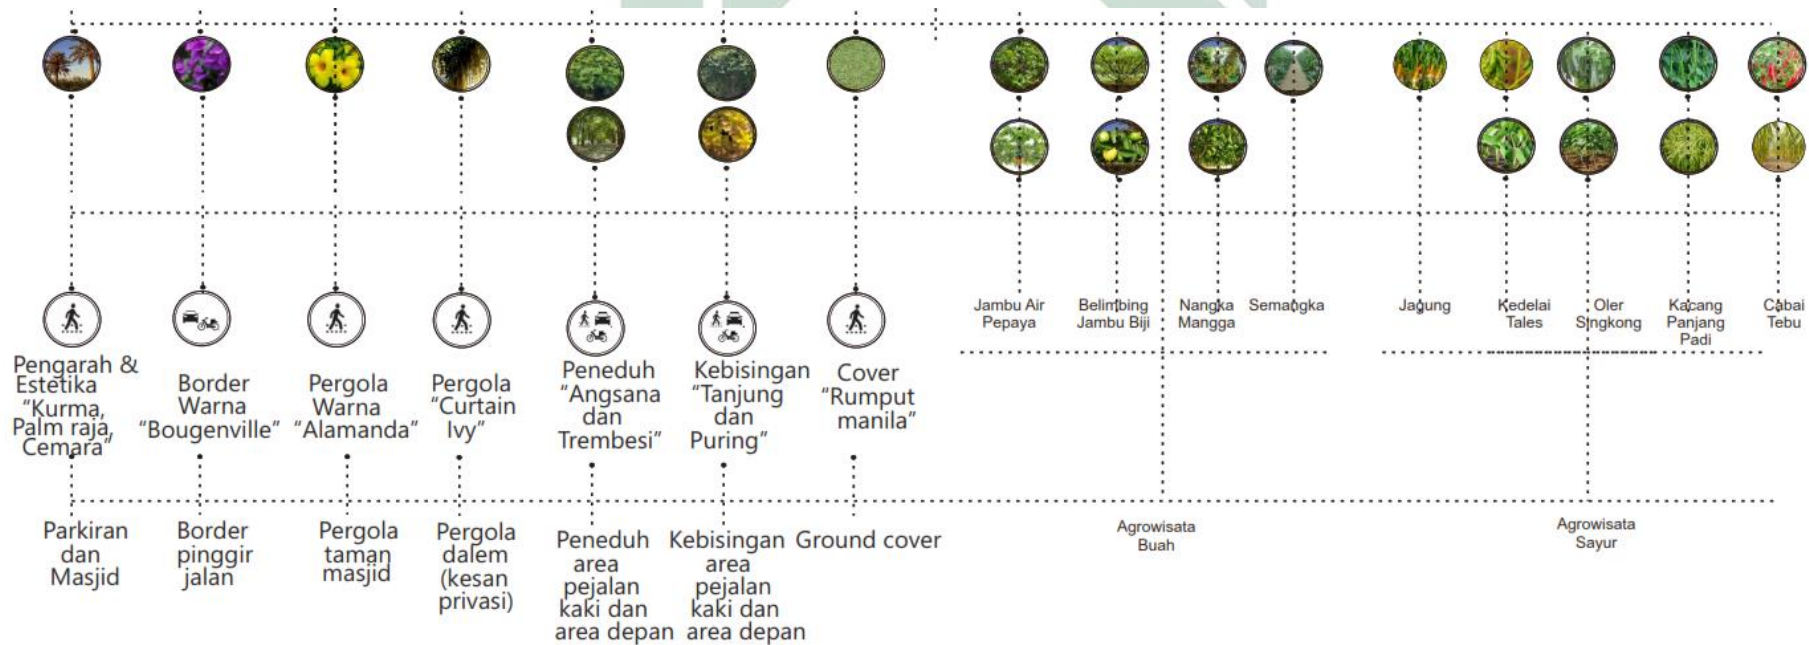 Pengarah &
Estetika
"Kurma,
Palm raja,
Cemara"
Border
Warna
"Bougenville"
Pergola
Warna
"Alamanda"
Pergola
"Curtain
Ivy"
Peneduh
"Angsana
dan
Trembesi"
Kebisingan
"Tanjung
dan
Puring"
Cover
"Rumput
manila"
Jambu Air
Pepaya
Belimbing
Jambu Biji
Nangka
Mangga
Semangka
Jagung
Kedelai
Tales
Oler
Singkong
Kacang
Panjang
Padi
Cabai
Tebu
Parkiran
dan
Masjid
Border
pinggir
jalan
Pergola
taman
masjid
Pergola
dalem
(kesan
privasi)
Peneduh
area
pejalan
kaki dan
area depan
Kebisingan
area
pejalan
kaki dan
area depan
Ground cover
Agrowisata
Buah
Agrowisata
Sayur